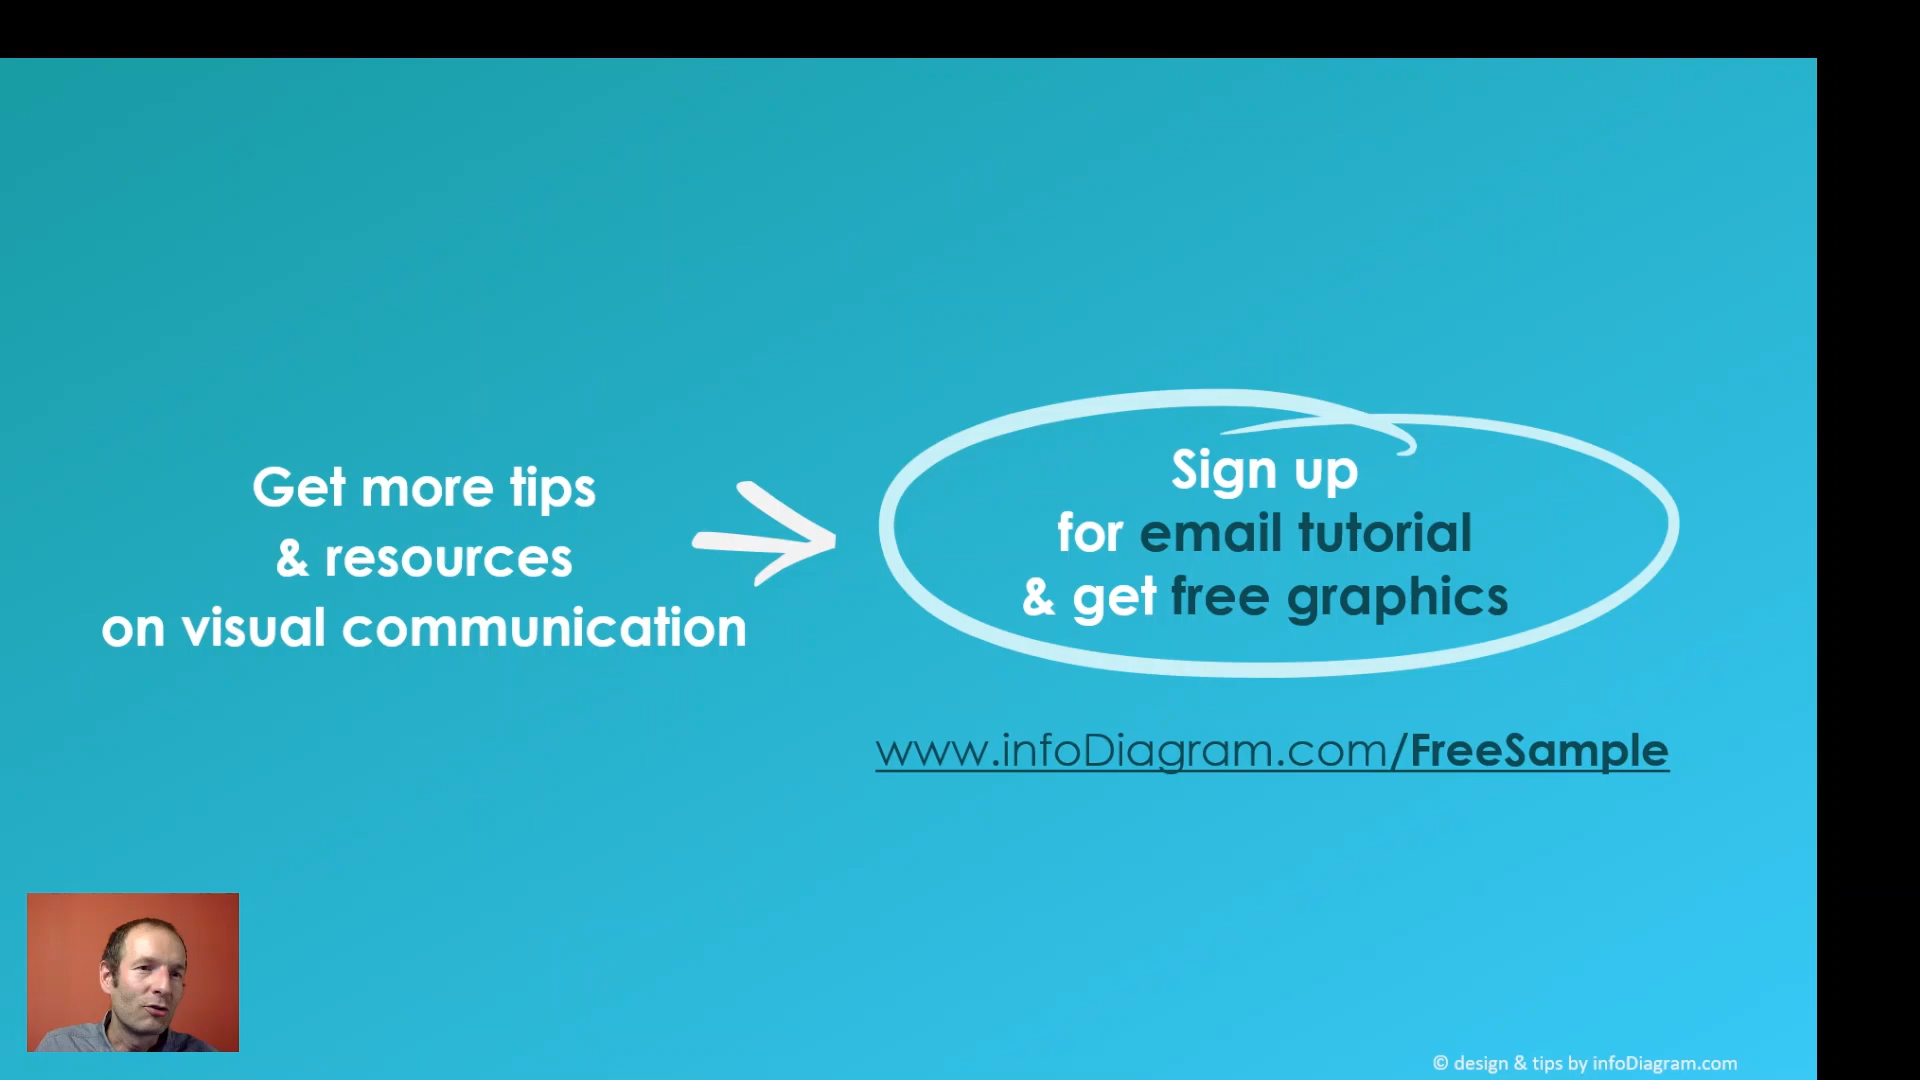 Get more tips
& resources
on visual communication
Sign up
for email tutorial
& get free graphics
www.infoDiagram.com/FreeSample
© design & tips by infoDiagram.com